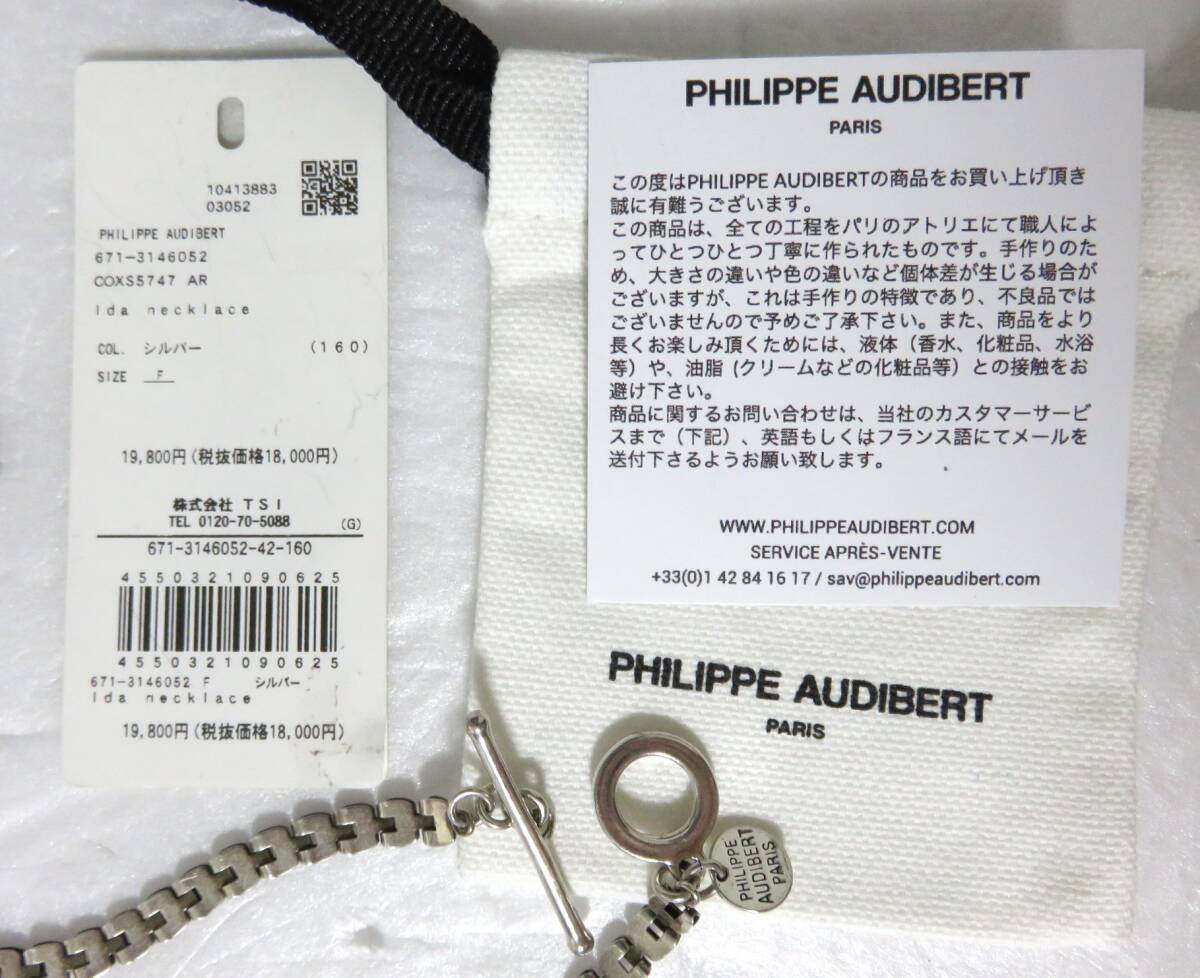 10413883
03052
PHILIPPE AUDIBERT
671-3146052
COXS5747 AR
Ida necklace
COL. シルバー (160)
SIZE F
19,800円(税抜価格18,000円)
株式会社 TSI
TEL 0120-70-5088 (G)
671-3146052-42-160
4550321090625
4550321090625
671-3146052 F シルバー
Ida necklace
19,800円(税抜価格18,000円)
PHILIPPE AUDIBERT
PARIS
この度はPHILIPPE AUDIBERTの商品をお買い上げ頂き
誠に有難うございます。
この商品は、全ての工程をパリのアトリエにて職人によ
ってひとつひとつ丁寧に作られたものです。手作りのた
め、大きさの違いや色の違いなど個体差が生じる場合が
ございますが、これは手作りの特徴であり、不良品では
ございませんので予めご了承下さい。また、商品をより
長くお楽しみ頂くためには、液体（香水、化粧品、水浴
等）や、油脂 (クリームなどの化粧品等）との接触をお
避け下さい。
商品に関するお問い合わせは、当社のカスタマーサービ
スまで（下記）、英語もしくはフランス語にてメールを
送付下さるようお願い致します。
WWW.PHILIPPEAUDIBERT.COM
SERVICE APRÈS-VENTE
+33(0)1 42 84 16 17 / sav@philippeaudibert.com
PHILIPPE AUDIBERT
PARIS
PHILIPPE
AUDIBERT
PARIS